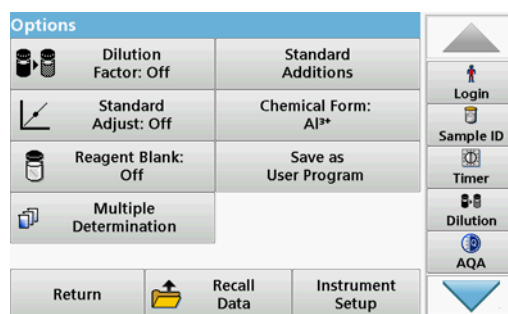 Options
Dilution
Factor: Off
Standard
Additions
Standard
Adjust: Off
Chemical Form:
Al³⁺
Reagent Blank:
Off
Save as
User Program
Multiple
Determination
Return
Recall
Data
Instrument
Setup
Login
Sample ID
Timer
Dilution
AQA